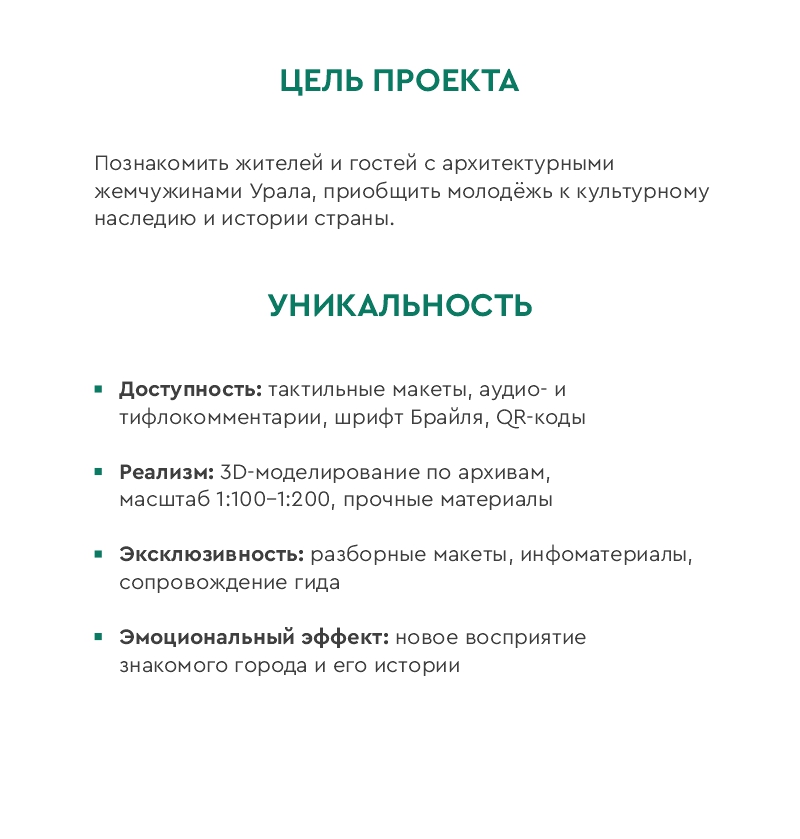 ЦЕЛЬ ПРОЕКТА
Познакомить жителей и гостей с архитектурными
жемчужинами Урала, приобщить молодёжь к культурному
наследию и истории страны.
УНИКАЛЬНОСТЬ
▪ Доступность: тактильные макеты, аудио- и
тифлокомментарии, шрифт Брайля, QR-коды
▪ Реализм: 3D-моделирование по архивам,
масштаб 1:100–1:200, прочные материалы
▪ Эксклюзивность: разборные макеты, инфоматериалы,
сопровождение гида
▪ Эмоциональный эффект: новое восприятие
знакомого города и его истории